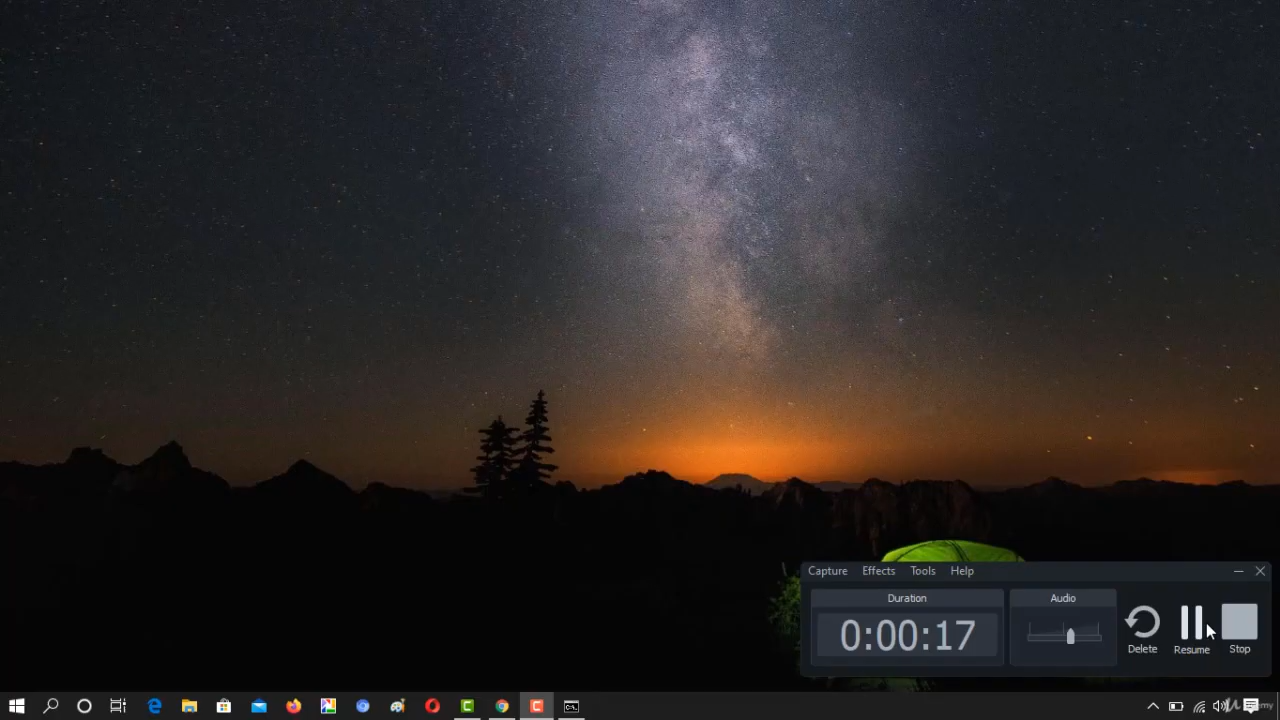 Capture Effects Tools Help
Duration Audio
0:00:17
Delete Resume Stop